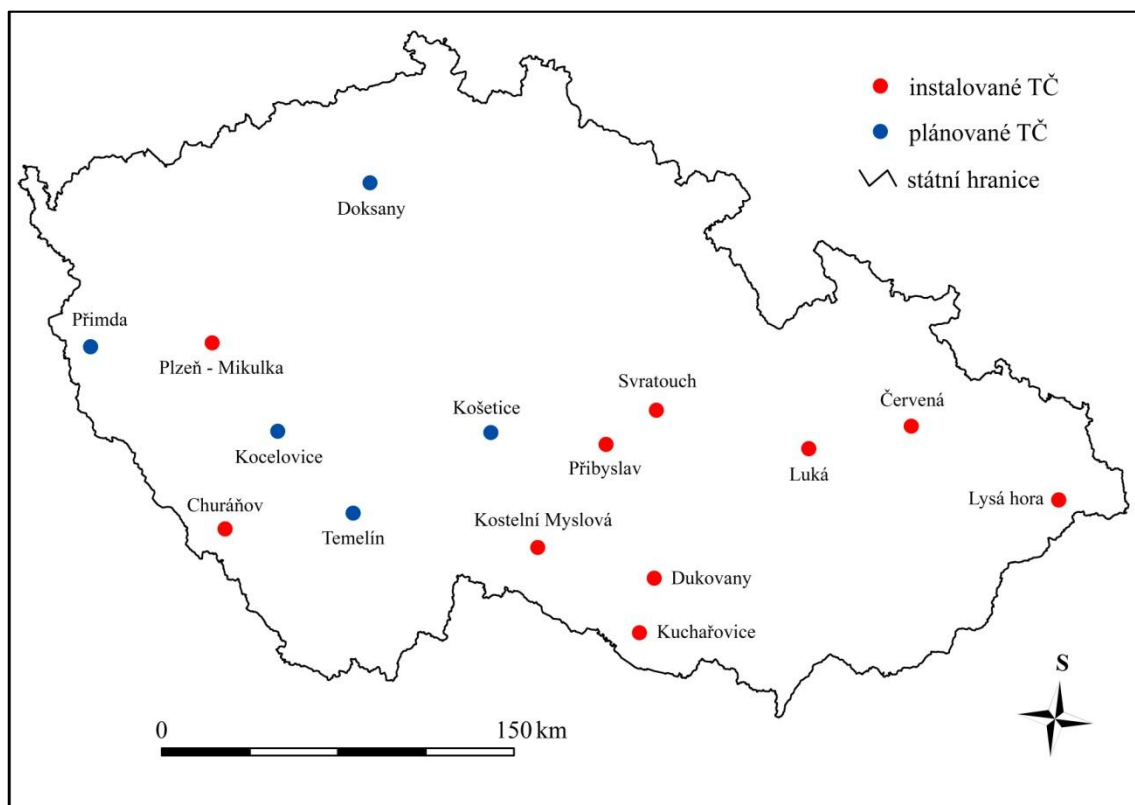 instalované TČ
plánované TČ
státní hranice
Doksany
Přimda
Plzeň - Mikulka
Svratouch
Košetice
Červená
Kocelovice
Přibyslav
Luká
Churáňov
Lysá hora
Temelín
Kostelní Myslová
Dukovany
Kuchařovice
S
0
150 km